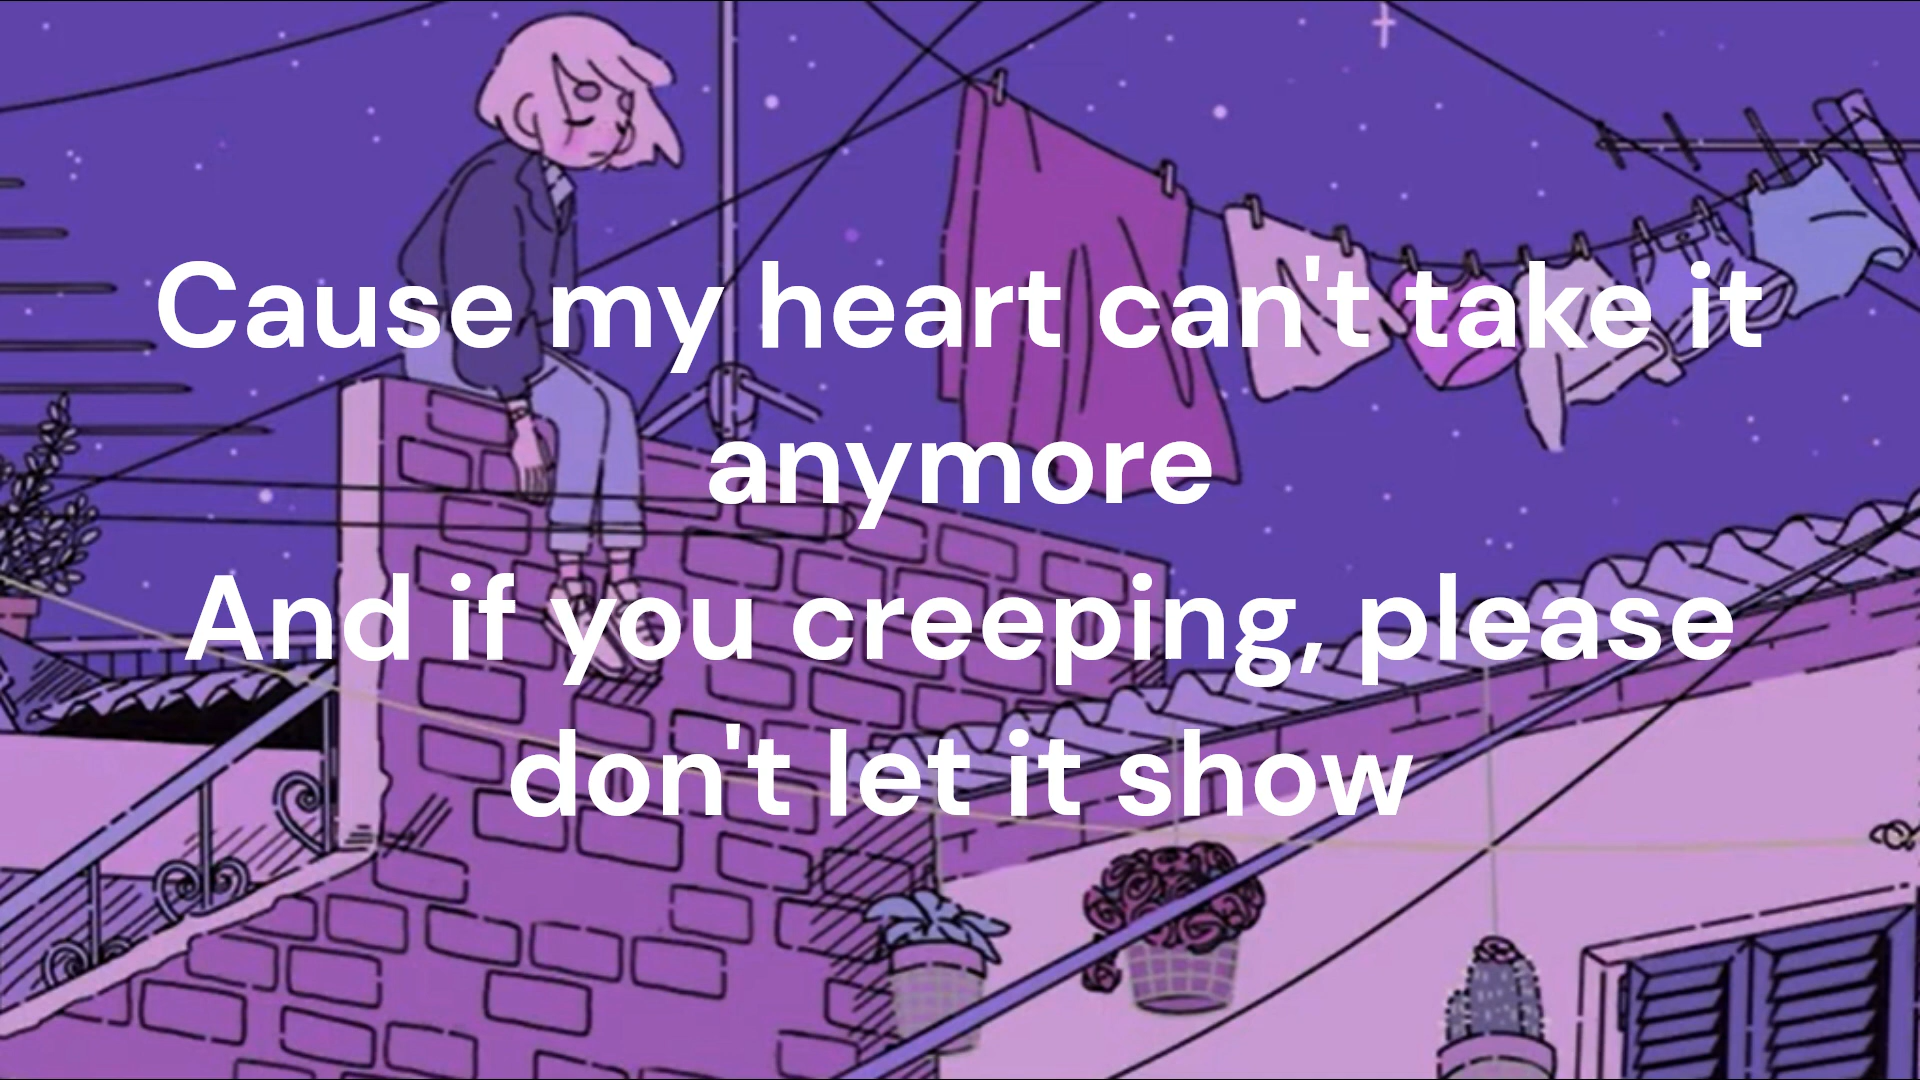 Cause my heart can't take it
anymore
And if you creeping, please
don't let it show